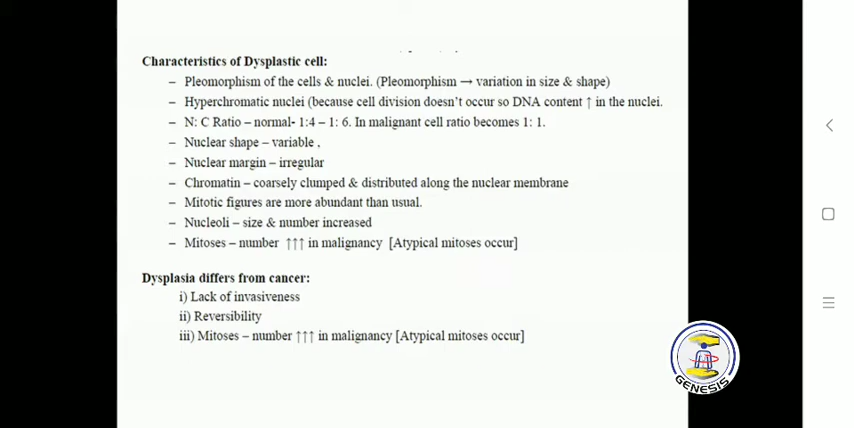 Characteristics of Dysplastic cell:
– Pleomorphism of the cells & nuclei. (Pleomorphism → variation in size & shape)
– Hyperchromatic nuclei (because cell division doesn't occur so DNA content ↑ in the nuclei.
– N: C Ratio – normal- 1:4 – 1: 6. In malignant cell ratio becomes 1: 1.
– Nuclear shape – variable ,
– Nuclear margin – irregular
– Chromatin – coarsely clumped & distributed along the nuclear membrane
– Mitotic figures are more abundant than usual.
– Nucleoli – size & number increased
– Mitoses – number ↑↑↑ in malignancy [Atypical mitoses occur]
Dysplasia differs from cancer:
i) Lack of invasiveness
ii) Reversibility
iii) Mitoses – number ↑↑↑ in malignancy [Atypical mitoses occur]
GENESIS